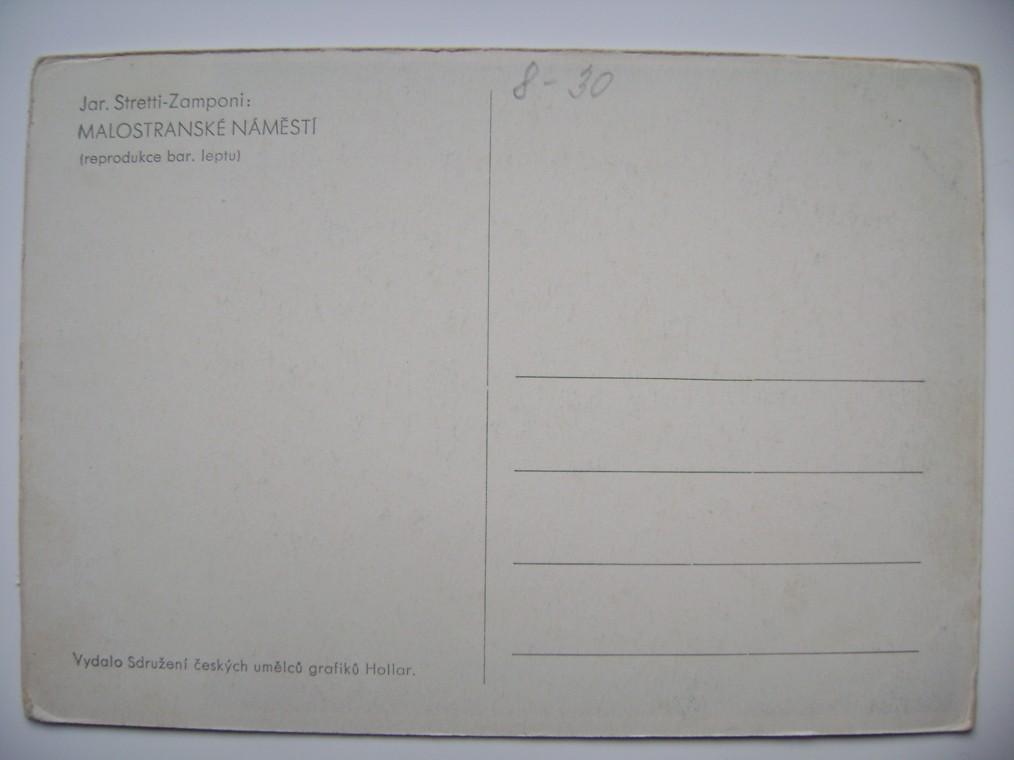 Jar. Stretti-Zamponi:
MALOSTRANSKÉ NÁMĚSTÍ
(reprodukce bar. leptu)
8-30
Vydalo Sdružení českých umělců grafiků Hollar.